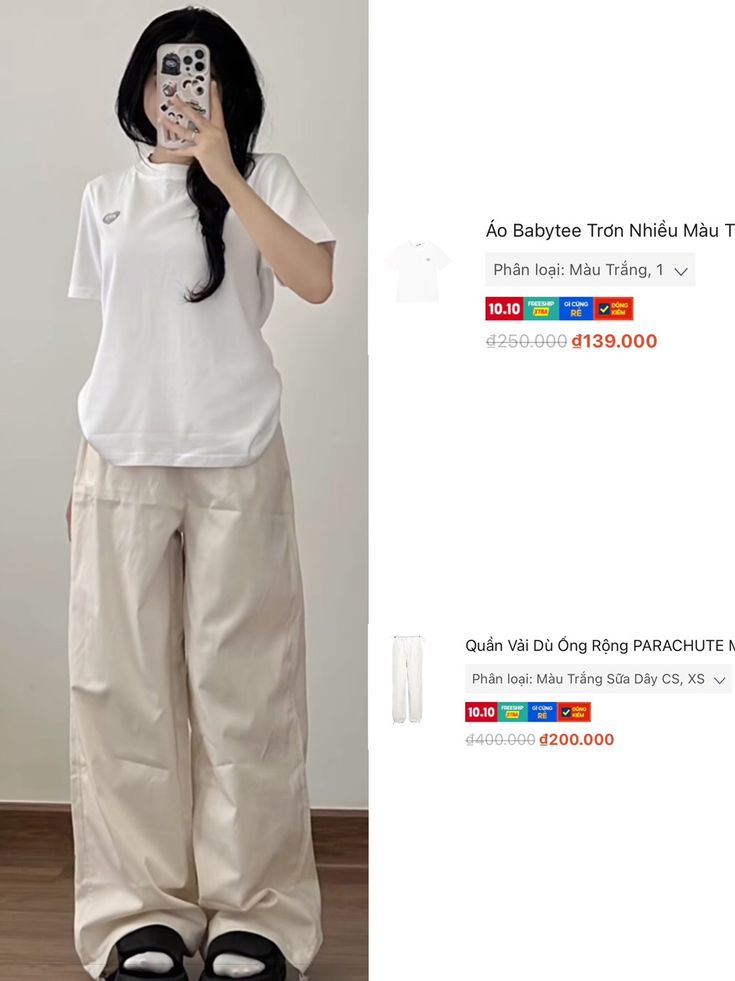 Áo Babytee Trơn Nhiều Màu T
Phân loại: Màu Trắng, 1
10.10 FREESHIP XTRA GÌ CŨNG RẺ ĐỒNG KIỂM
₫250.000 ₫139.000
Quần Vải Dù Ống Rộng PARACHUTE M
Phân loại: Màu Trắng Sữa Dây CS, XS
10.10 FREESHIP XTRA GÌ CŨNG RẺ ĐỒNG KIỂM
₫400.000 ₫200.000